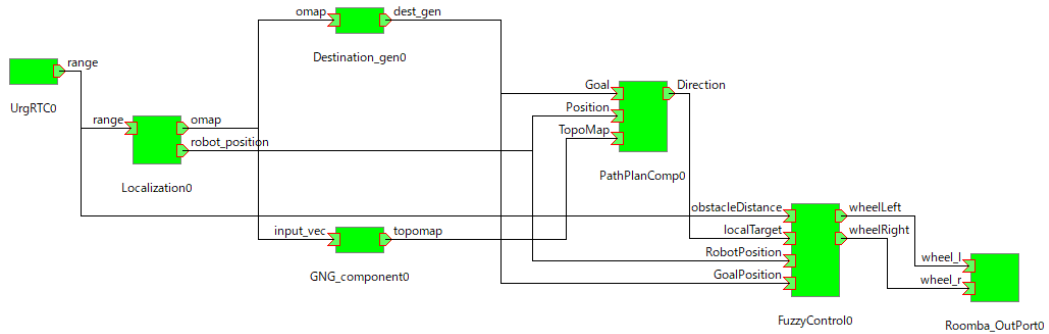 omap
dest_gen
Destination_gen0
range
UrgRTC0
range
omap
robot_position
Localization0
Goal
Direction
Position
TopoMap
PathPlanComp0
input_vec
topomap
GNG_component0
obstacleDistance
wheelLeft
localTarget
wheelRight
RobotPosition
GoalPosition
FuzzyControl0
wheel_l
wheel_r
Roomba_OutPort0